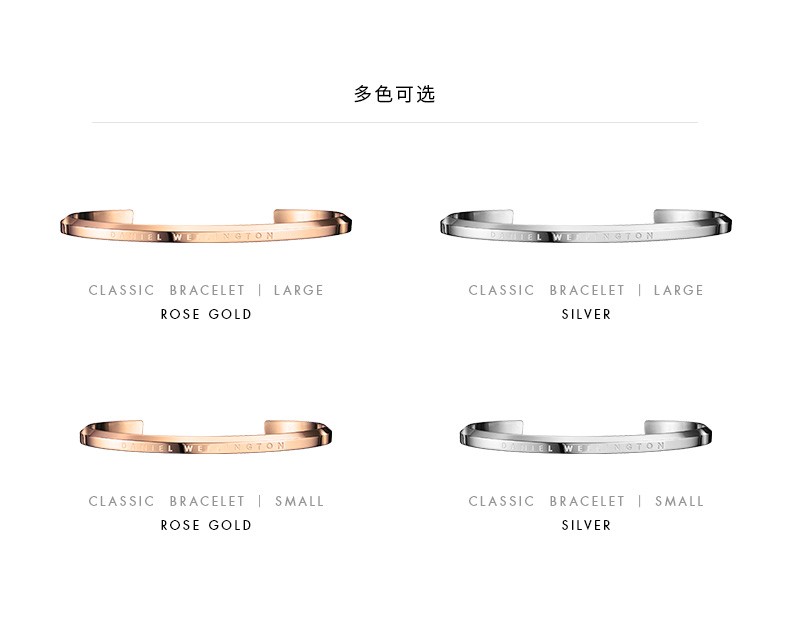 多色可选
DANIEL WELLINGTON
DANIEL WELLINGTON
CLASSIC BRACELET | LARGE
ROSE GOLD
CLASSIC BRACELET | LARGE
SILVER
DANIEL WELLINGTON
DANIEL WELLINGTON
CLASSIC BRACELET | SMALL
ROSE GOLD
CLASSIC BRACELET | SMALL
SILVER